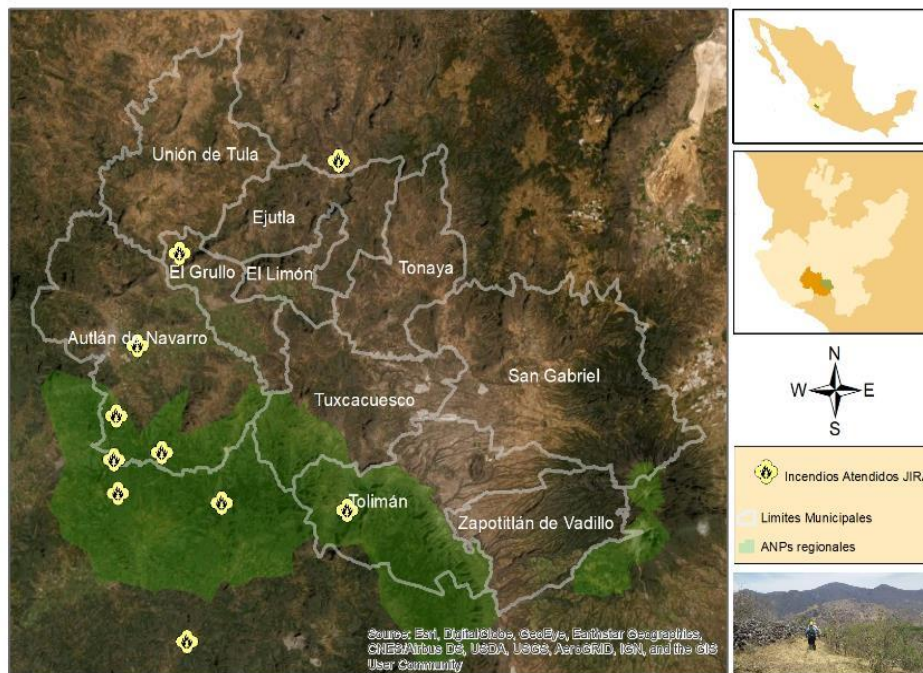 Unión de Tula
Ejutla
El Grullo
El Limón
Tonaya
Autlán de Navarro
San Gabriel
Tuxcacuesco
Tolimán
Zapotitlán de Vadillo
Source: Esri, DigitalGlobe, GeoEye, Earthstar Geographics,
CNES/Airbus DS, USDA, USGS, AeroGRID, IGN, and the GIS
User Community
N
W E
S
Incendios Atendidos JIRA
Limites Municipales
ANPs regionales